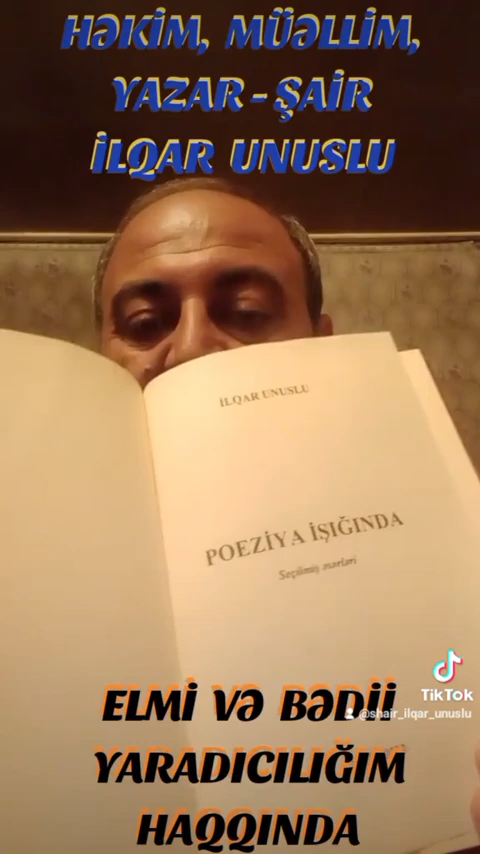 HƏKİM, MÜƏLLİM,
YAZAR - ŞAİR
İLQAR UNUSLU
İLQAR UNUSLU
POEZİYA İŞIĞINDA
Seçilmiş əsərləri
TikTok
@shair_ilqar_unuslu
ELMİ VƏ BƏDİİ
YARADICILIĞIM
HAQQINDA